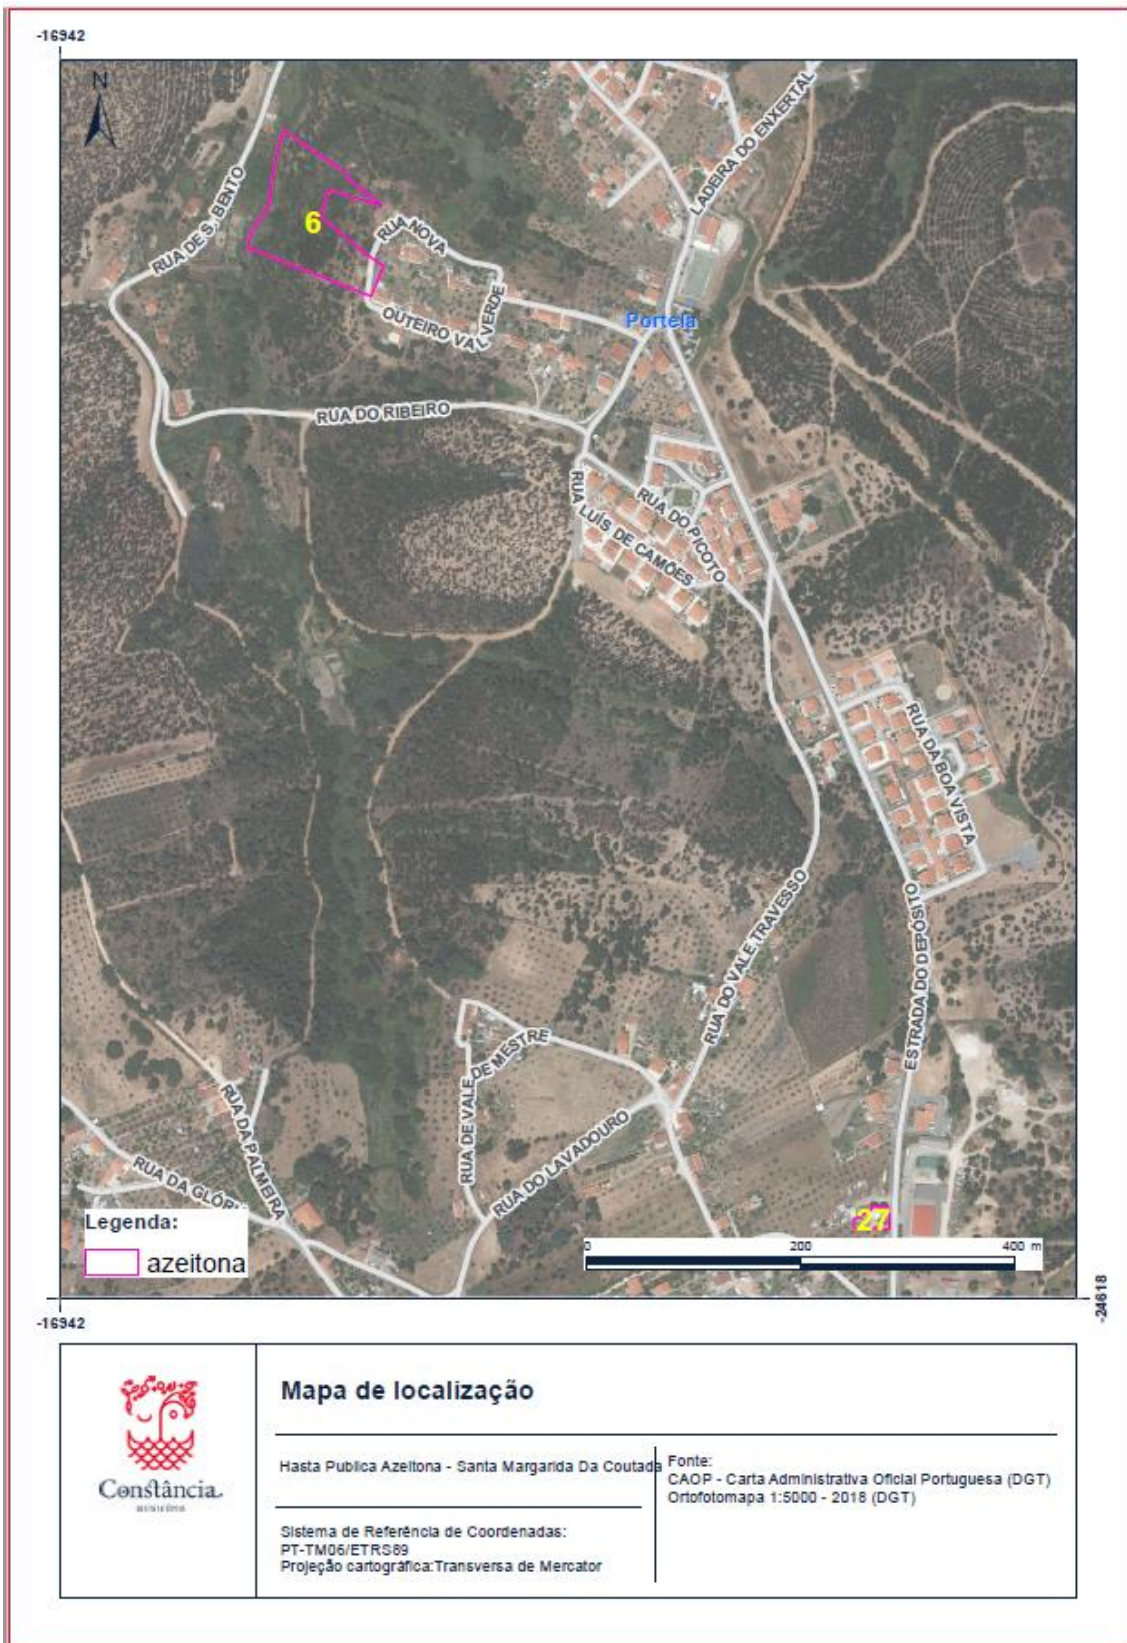 -16942
N
RUA DE S. BENTO
6
RUA NOVA
LADEIRA DO ENXERTAL
OUTEIRO VAL VERDE
Portela
RUA DO RIBEIRO
RUA LUÍS DE CAMÕES
RUA DO PICOTO
RUA DA BOA VISTA
RUA DO VALE TRAVESSO
ESTRADA DO DEPÓSITO
RUA DE VALE DE MESTRE
RUA DA PALMEIRA
RUA DO LAVADOURO
RUA DA GLÓRI
27
Legenda:
azeitona
0 200 400 m
-16942
-24618
Constância
MUNICÍPIO
Mapa de localização
Hasta Publica Azeitona - Santa Margarida Da Coutada
Fonte:
CAOP - Carta Administrativa Oficial Portuguesa (DGT)
Ortofotomapa 1:5000 - 2018 (DGT)
Sistema de Referência de Coordenadas:
PT-TM06/ETRS89
Projeção cartográfica:Transversa de Mercator